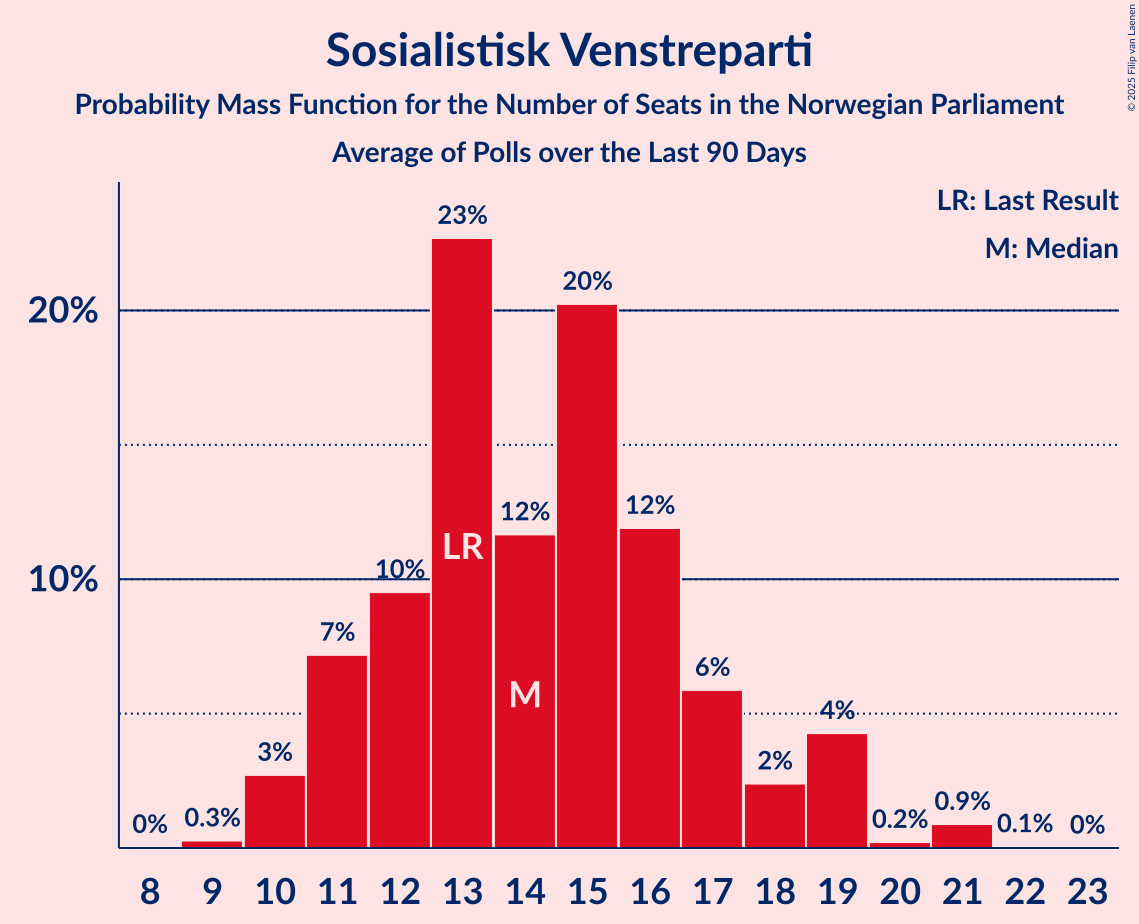 © 2025 Filip van Laenen
Sosialistisk Venstreparti
Probability Mass Function for the Number of Seats in the Norwegian Parliament
Average of Polls over the Last 90 Days
LR: Last Result
M: Median
20%
10%
0%
0.3%
3%
7%
10%
23%
12%
20%
12%
6%
2%
4%
0.2%
0.9%
0.1%
0%
LR
M
8 9 10 11 12 13 14 15 16 17 18 19 20 21 22 23